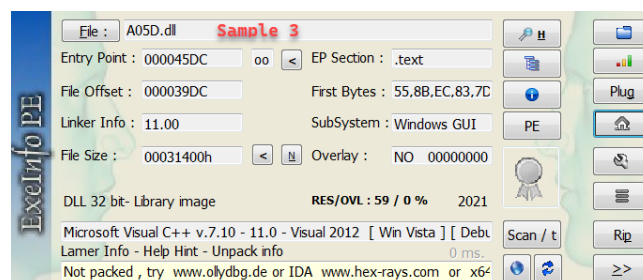 File : A05D.dll Sample 3 H
Entry Point : 000045DC oo < EP Section : .text
File Offset : 000039DC First Bytes : 55,8B,EC,83,7D Plug
Linker Info : 11.00 SubSystem : Windows GUI PE
File Size : 00031400h < N Overlay : NO 00000000
DLL 32 bit- Library image RES/OVL : 59 / 0 % 2021
Microsoft Visual C++ v.7.10 - 11.0 - Visual 2012 [ Win Vista ] [ Debu Scan / t Rip
Lamer Info - Help Hint - Unpack info 0 ms.
Not packed , try www.ollydbg.de or IDA www.hex-rays.com or x64 >>
ExeInfo PE